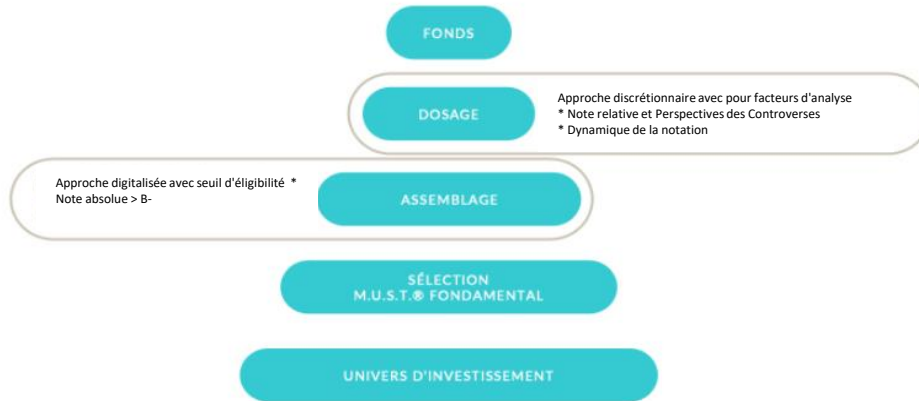 FONDS
DOSAGE
Approche discrétionnaire avec pour facteurs d'analyse
* Note relative et Perspectives des Controverses
* Dynamique de la notation
Approche digitalisée avec seuil d'éligibilité *
Note absolue > B-
ASSEMBLAGE
SÉLECTION
M.U.S.T.® FONDAMENTAL
UNIVERS D'INVESTISSEMENT